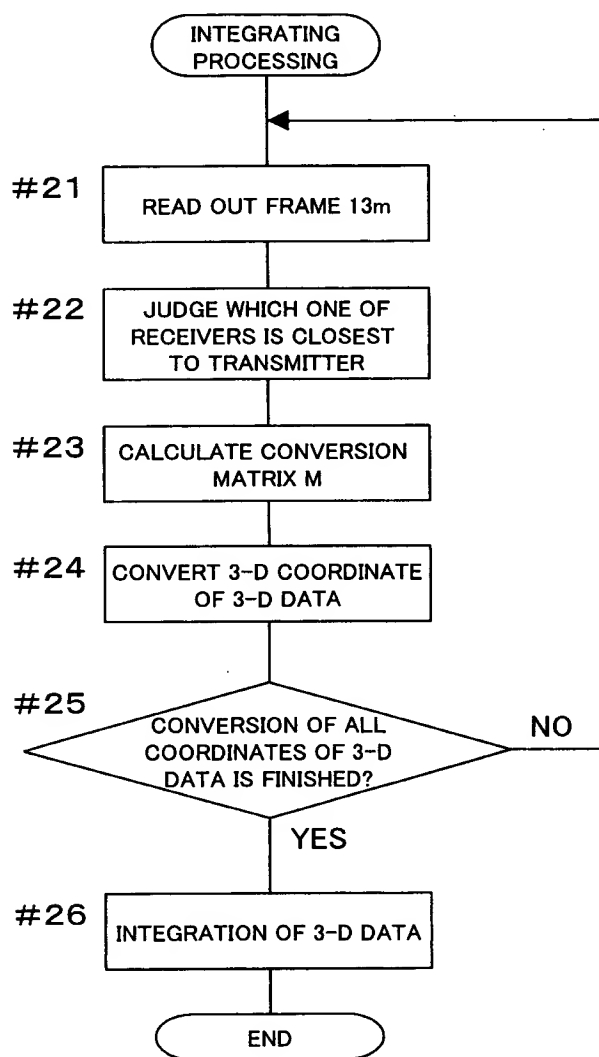 INTEGRATING
PROCESSING
#21
READ OUT FRAME 13m
#22
JUDGE WHICH ONE OF
RECEIVERS IS CLOSEST
TO TRANSMITTER
#23
CALCULATE CONVERSION
MATRIX M
#24
CONVERT 3-D COORDINATE
OF 3-D DATA
#25
CONVERSION OF ALL
COORDINATES OF 3-D
DATA IS FINISHED?
NO
YES
#26
INTEGRATION OF 3-D DATA
END